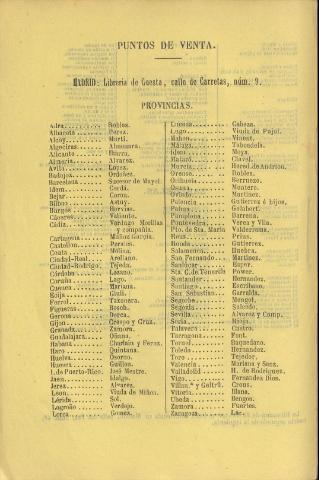 PUNTOS DE VENTA.
MADRID: Librería de Cuesta, calle de Carretas, núm. 9.
PROVINCIAS.
Adra Robles.
Albacete Perez.
Alcoy Martí.
Algeciras Almenara.
Alicante Ibarra.
Almería Alvarez.
Avila Lopez.
Badajoz Ordoñez.
Barcelona Sucesor de Mayol.
Idem Cerdá.
Bejar Coron.
Bilbao Astuy.
Burgos Hervias.
Cáceres Valiente.
Cádiz Verdugo Morillas
y compañía.
Cartagena Muñoz García.
Castellon Perales.
Ceuta Molina.
Ciudad-Real Arellano.
Ciudad-Rodrigo Tejeda.
Córdoba Lozano.
Coruña Lago.
Cuenca Mariana.
Ecija Giuli.
Ferrol Taxonera.
Figueras Bosch.
Gerona Dorca.
Gijon Crespo y Cruz.
Granada Zamora.
Guadalajara Oñana.
Habana Charlain y Fernz.
Haro Quintana.
Huelva Osorno.
Huesca Guillen.
I. de Puerto-Rico José Mestre.
Jaen Idalgo.
Jerez Alvarez.
Leon Viuda de Miñon.
Lérida Sol.
Logroño Verdejo.
Lorca Gomez.
Lucena Cabeza.
Lugo Viuda de Pujol.
Mahon Vinent.
Málaga Taboadela.
Idem Moya.
Mataró Clavel.
Murcia Hered. de Andrion.
Orense Robles.
Orihuela Berruezo.
Osuna Montero.
Oviedo Martinez.
Palencia Gutierrez é hijos.
Palma Gelabert.
Pamplona Barrena.
Pontevedra Verea y Vila.
Pto. de Sta. María Valderrama.
Reus Prius.
Ronda Gutierrez.
Salamanca Huebra.
San Fernando Martinez.
Sanlúcar Esper.
Sta. C. de Tenerife Power.
Santander Hernandez.
Santiago Escribano.
San Sebastian Garralda.
Segorbe Mengol.
Segovia Salcedo.
Sevilla Alvarez y Comp.
Soria Rioja.
Talavera Castro.
Tarragona Font.
Teruel Baquedano.
Toledo Hernandez.
Toro Tejedor.
Valencia Mariana y Sanz.
Valladolid H. de Rodriguez.
Vigo Fernandez Dios.
Villan.ª y Geltrú. Creus.
Vitoria Illana.
Ubeda Bengoa.
Zamora Fuertes.
Zaragoza Lac.